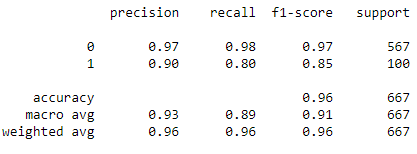 precision recall f1-score support
0 0.97 0.98 0.97 567
1 0.90 0.80 0.85 100
accuracy 0.96 667
macro avg 0.93 0.89 0.91 667
weighted avg 0.96 0.96 0.96 667